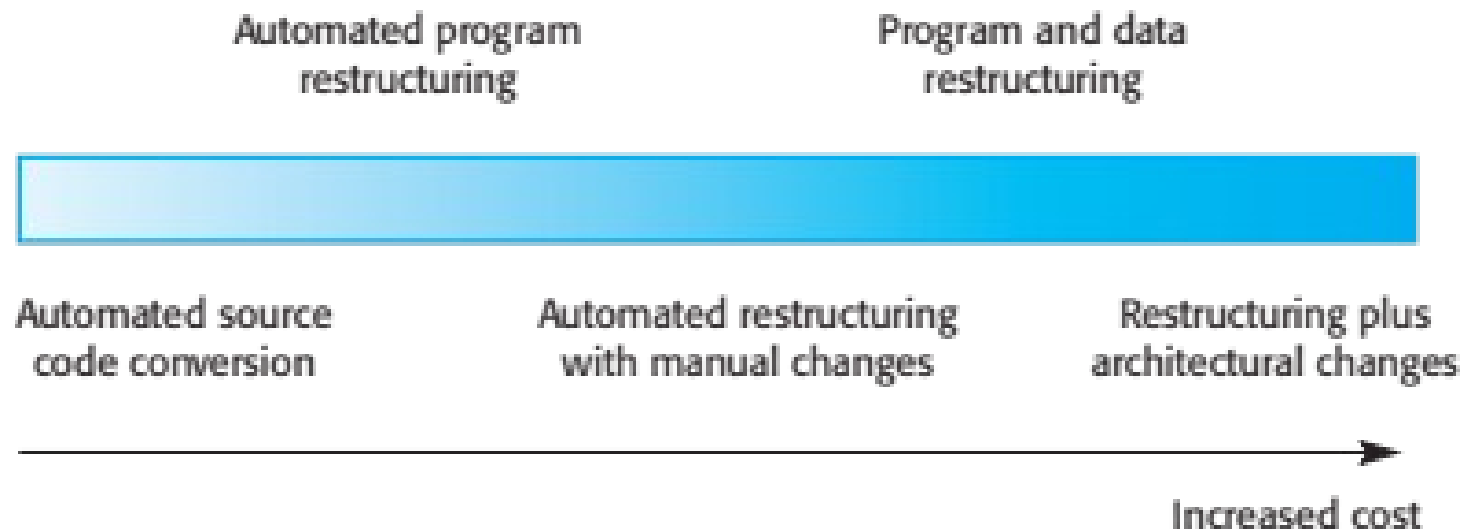 Automated program
restructuring
Program and data
restructuring
Automated source
code conversion
Automated restructuring
with manual changes
Restructuring plus
architectural changes
Increased cost